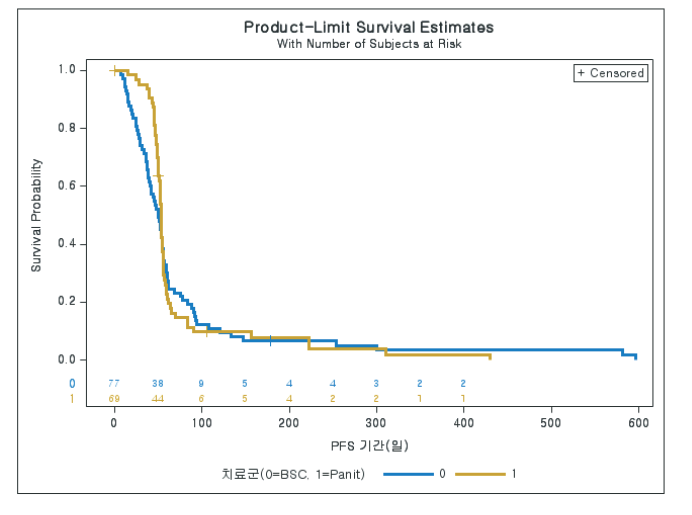 Product-Limit Survival Estimates
With Number of Subjects at Risk
+ Censored
1.0
0.8
0.6
0.4
0.2
0.0
Survival Probability
0 77 38 9 5 4 4 3 2 2
1 69 44 6 5 4 2 2 1 1
0 100 200 300 400 500 600
PFS 기간(일)
치료군(0=BSC, 1=Panit) 0 1